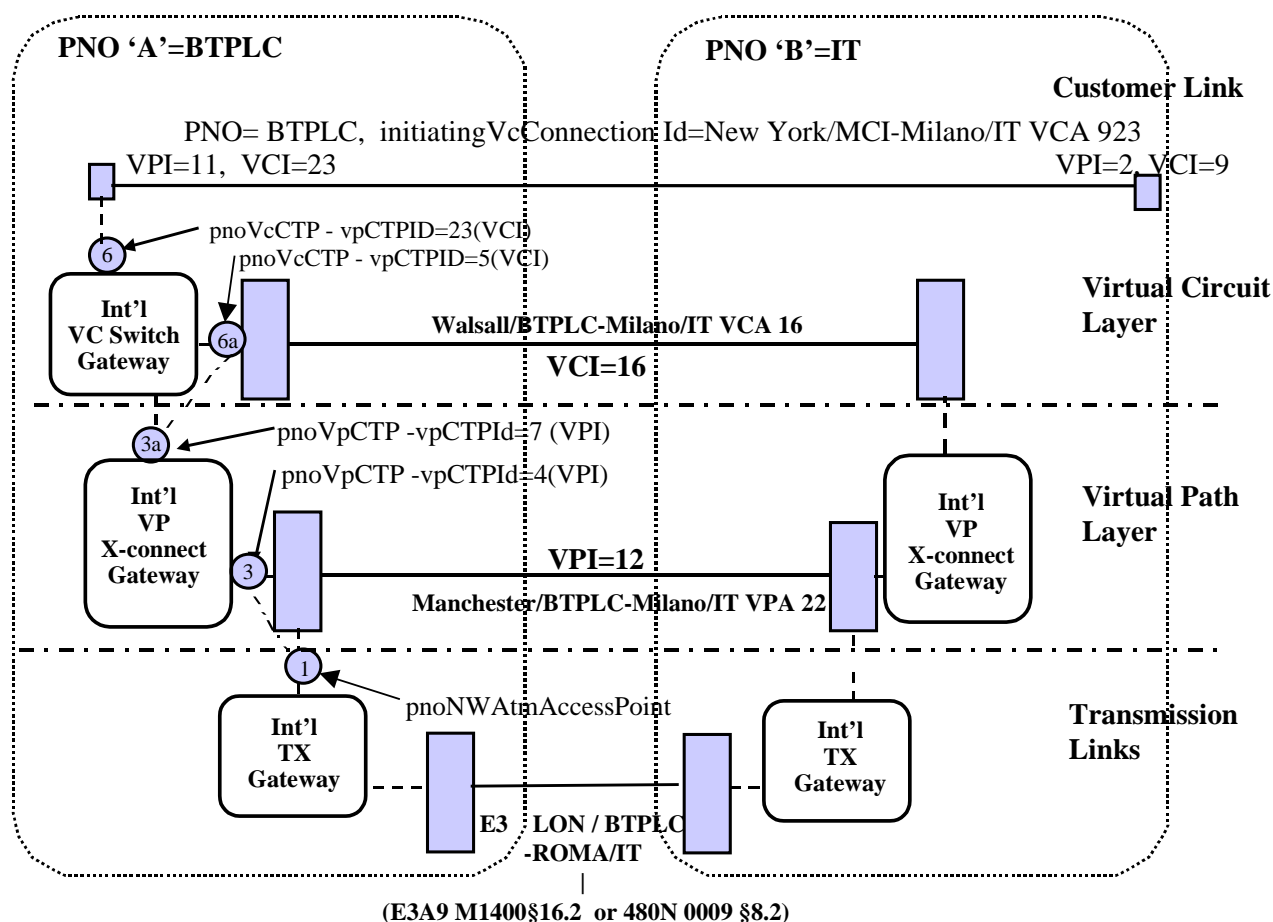 PNO ‘A’=BTPLC
PNO ‘B’=IT
Customer Link
PNO= BTPLC, initiatingVcConnection Id=New York/MCI-Milano/IT VCA 923
VPI=11, VCI=23
VPI=2, VCI=9
pnoVcCTP - vpCTPID=23(VCI)
6
pnoVcCTP - vpCTPID=5(VCI)
Int’l
VC Switch
Gateway
6a
Walsall/BTPLC-Milano/IT VCA 16
VCI=16
Virtual Circuit
Layer
3a
pnoVpCTP -vpCTPId=7 (VPI)
pnoVpCTP -vpCTPId=4(VPI)
Int’l
VP
X-connect
Gateway
3
VPI=12
Manchester/BTPLC-Milano/IT VPA 22
Int’l
VP
X-connect
Gateway
Virtual Path
Layer
1
pnoNWAtmAccessPoint
Int’l
TX
Gateway
Int’l
TX
Gateway
Transmission
Links
E3 LON / BTPLC
-ROMA/IT
|
(E3A9 M1400§16.2 or 480N 0009 §8.2)